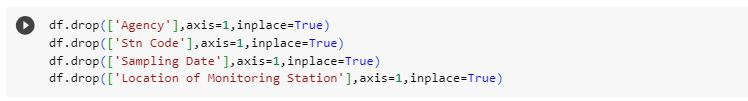 df.drop(['Agency'],axis=1,inplace=True)
df.drop(['Stn Code'],axis=1,inplace=True)
df.drop(['Sampling Date'],axis=1,inplace=True)
df.drop(['Location of Monitoring Station'],axis=1,inplace=True)